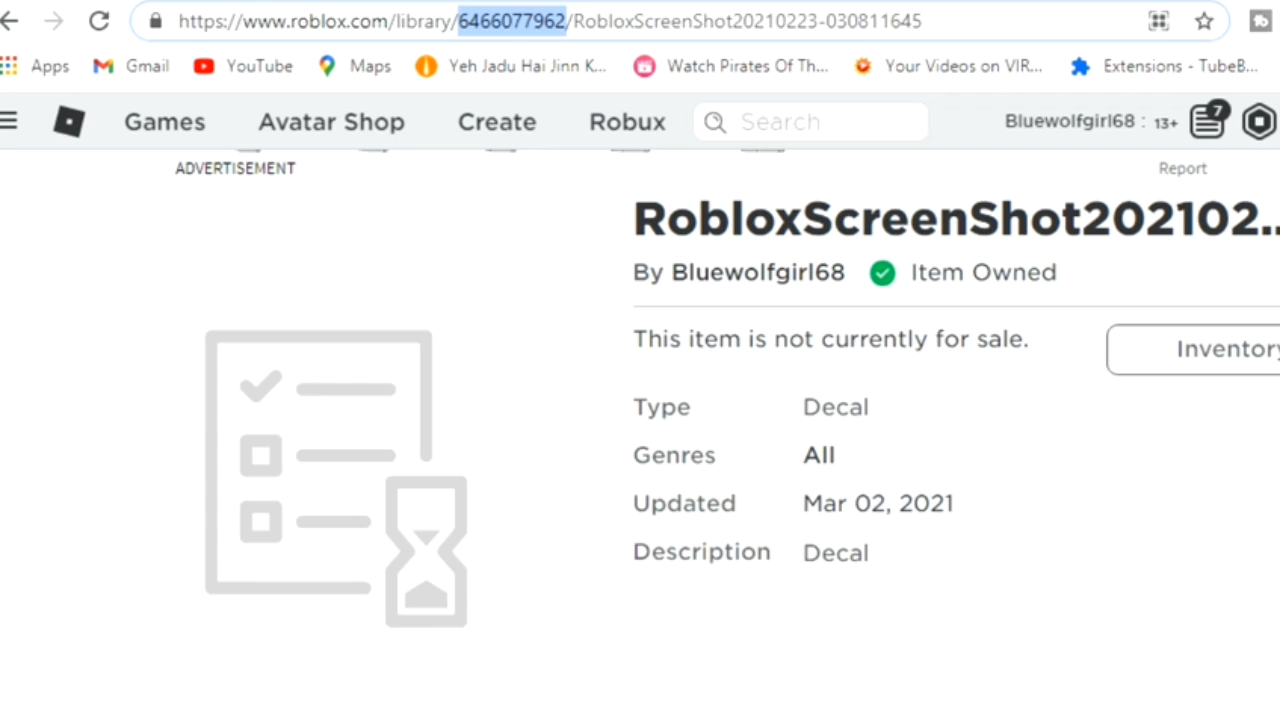 https://www.roblox.com/library/6466077962/RobloxScreenShot20210223-030811645
Apps Gmail YouTube Maps Yeh Jadu Hai Jinn K... Watch Pirates Of Th... Your Videos on VIR... Extensions - TubeB...
Games Avatar Shop Create Robux Search Bluewolfgirl68 : 13+ 7
ADVERTISEMENT Report
RobloxScreenShot202102...
By Bluewolfgirl68 Item Owned
This item is not currently for sale. Inventory
Type Decal
Genres All
Updated Mar 02, 2021
Description Decal